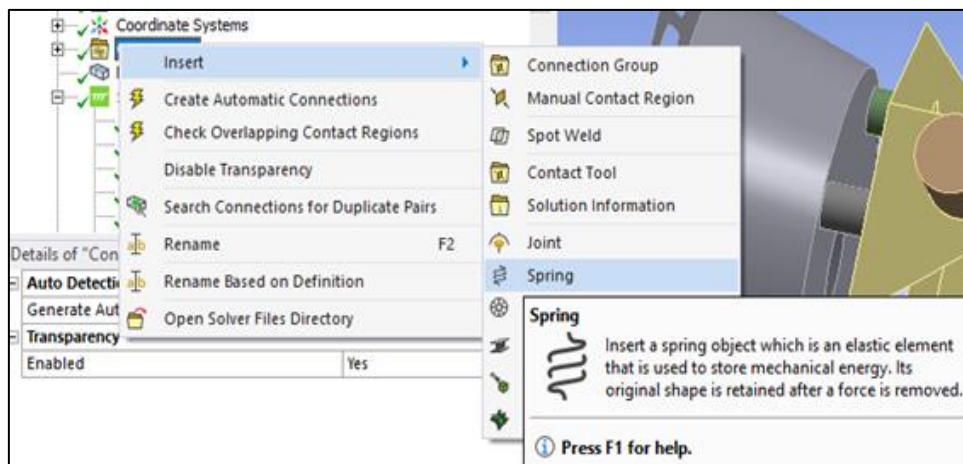 Coordinate Systems
Insert
Create Automatic Connections
Check Overlapping Contact Regions
Disable Transparency
Search Connections for Duplicate Pairs
Rename F2
Rename Based on Definition
Open Solver Files Directory
Connection Group
Manual Contact Region
Spot Weld
Contact Tool
Solution Information
Joint
Spring
Details of "Con
Auto Detecti
Generate Aut
Transparency
Enabled Yes
Spring
Insert a spring object which is an elastic element
that is used to store mechanical energy. Its
original shape is retained after a force is removed.
Press F1 for help.